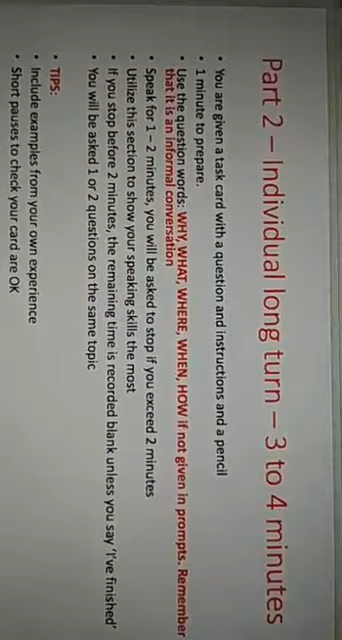 Part 2 – Individual long turn – 3 to 4 minutes
• You are given a task card with a question and instructions and a pencil
• 1 minute to prepare.
• Use the question words: WHY, WHAT, WHERE, WHEN, HOW if not given in prompts. Remember
that it is an informal conversation
• Speak for 1 – 2 minutes, you will be asked to stop if you exceed 2 minutes
• Utilize this section to show your speaking skills the most
• If you stop before 2 minutes, the remaining time is recorded blank unless you say 'I've finished'
• You will be asked 1 or 2 questions on the same topic
• TIPS:
• Include examples from your own experience
• Short pauses to check your card are OK